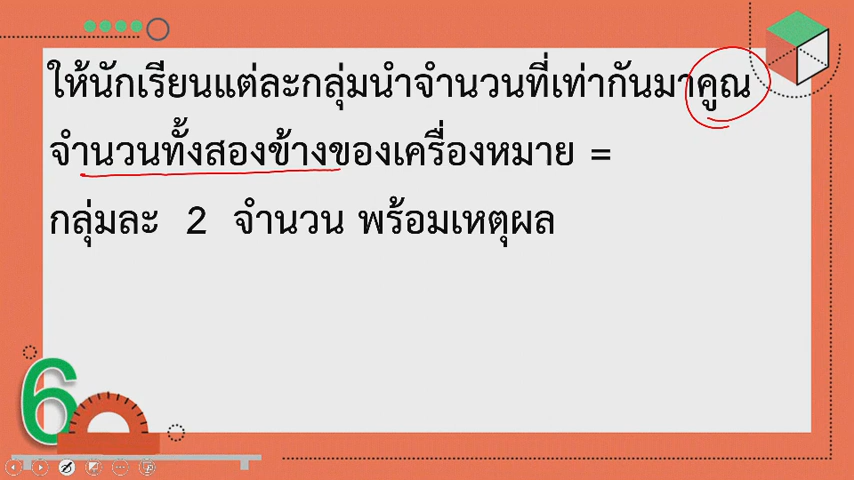 ให้นักเรียนแต่ละกลุ่มนำจำนวนที่เท่ากันมาคูณ
จำนวนทั้งสองข้างของเครื่องหมาย =
กลุ่มละ 2 จำนวน พร้อมเหตุผล
6